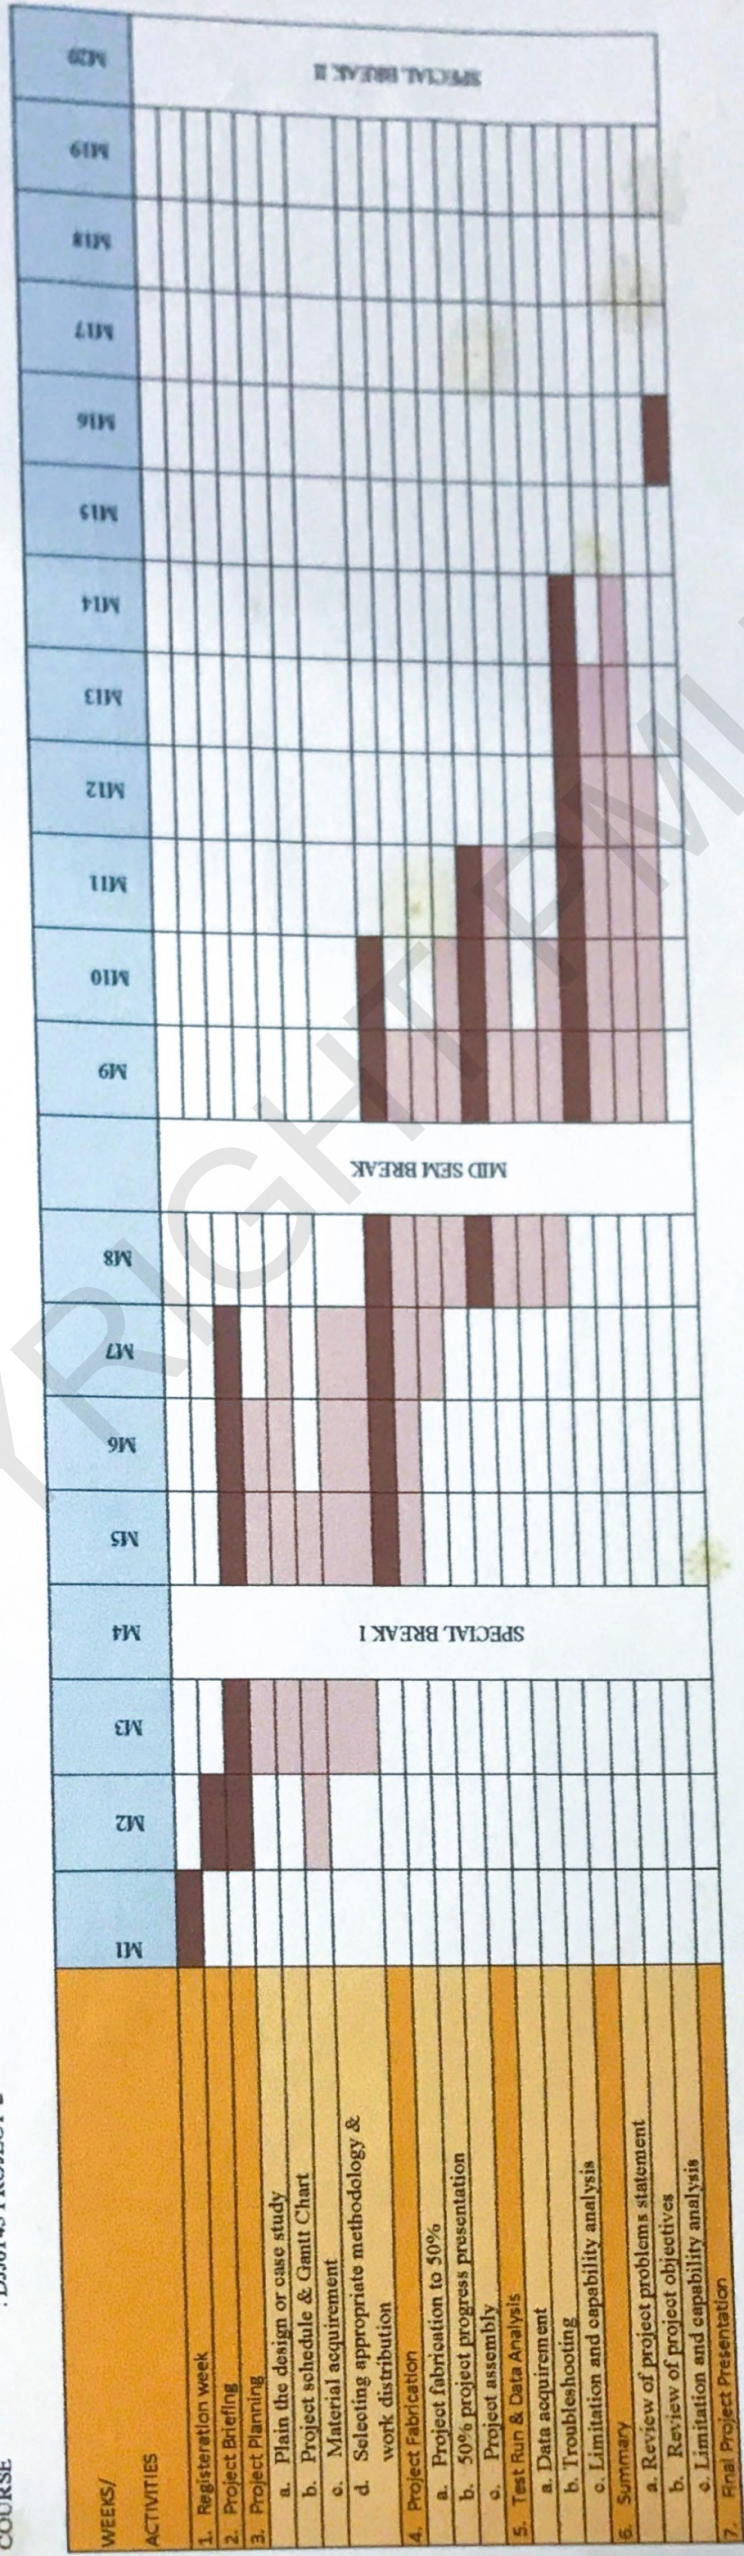 COURSE
WEEKS/
ACTIVITIES
M1
M2
M3
M4
M5
M6
M7
M8
M9
M10
M11
M12
M13
M14
M15
M16
M17
M18
M19
M20
1. Registeration week
2. Project Briefing
3. Project Planning
a. Plain the design or case study
b. Project schedule & Gantt Chart
c. Material acquirement
d. Selecting appropriate methodology &
work distribution
4. Project Fabrication
a. Project fabrication to 50%
b. 50% project progress presentation
c. Project assembly
5. Test Run & Data Analysis
a. Data acquirement
b. Troubleshooting
c. Limitation and capability analysis
6. Summary
a. Review of project problems statement
b. Review of project objectives
c. Limitation and capability analysis
7. Final Project Presentation
SPECIAL BREAK I
MID SEM BREAK
SPECIAL BREAK II